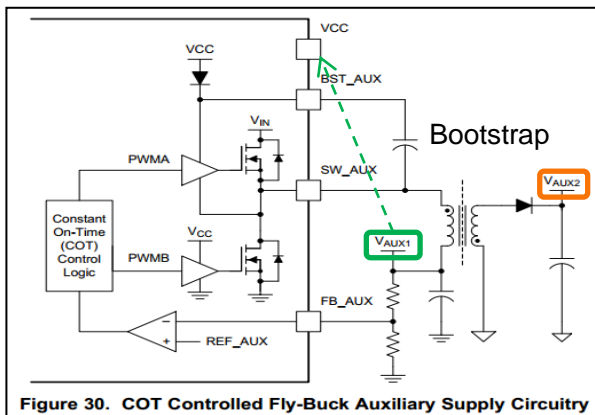 VCC
VCC
BST_AUX
Bootstrap
VIN
PWMA
SW_AUX
VAUX2
Constant
On-Time
(COT)
Control
Logic
VAUX1
VCC
PWMB
FB_AUX
REF_AUX
Figure 30. COT Controlled Fly-Buck Auxiliary Supply Circuitry